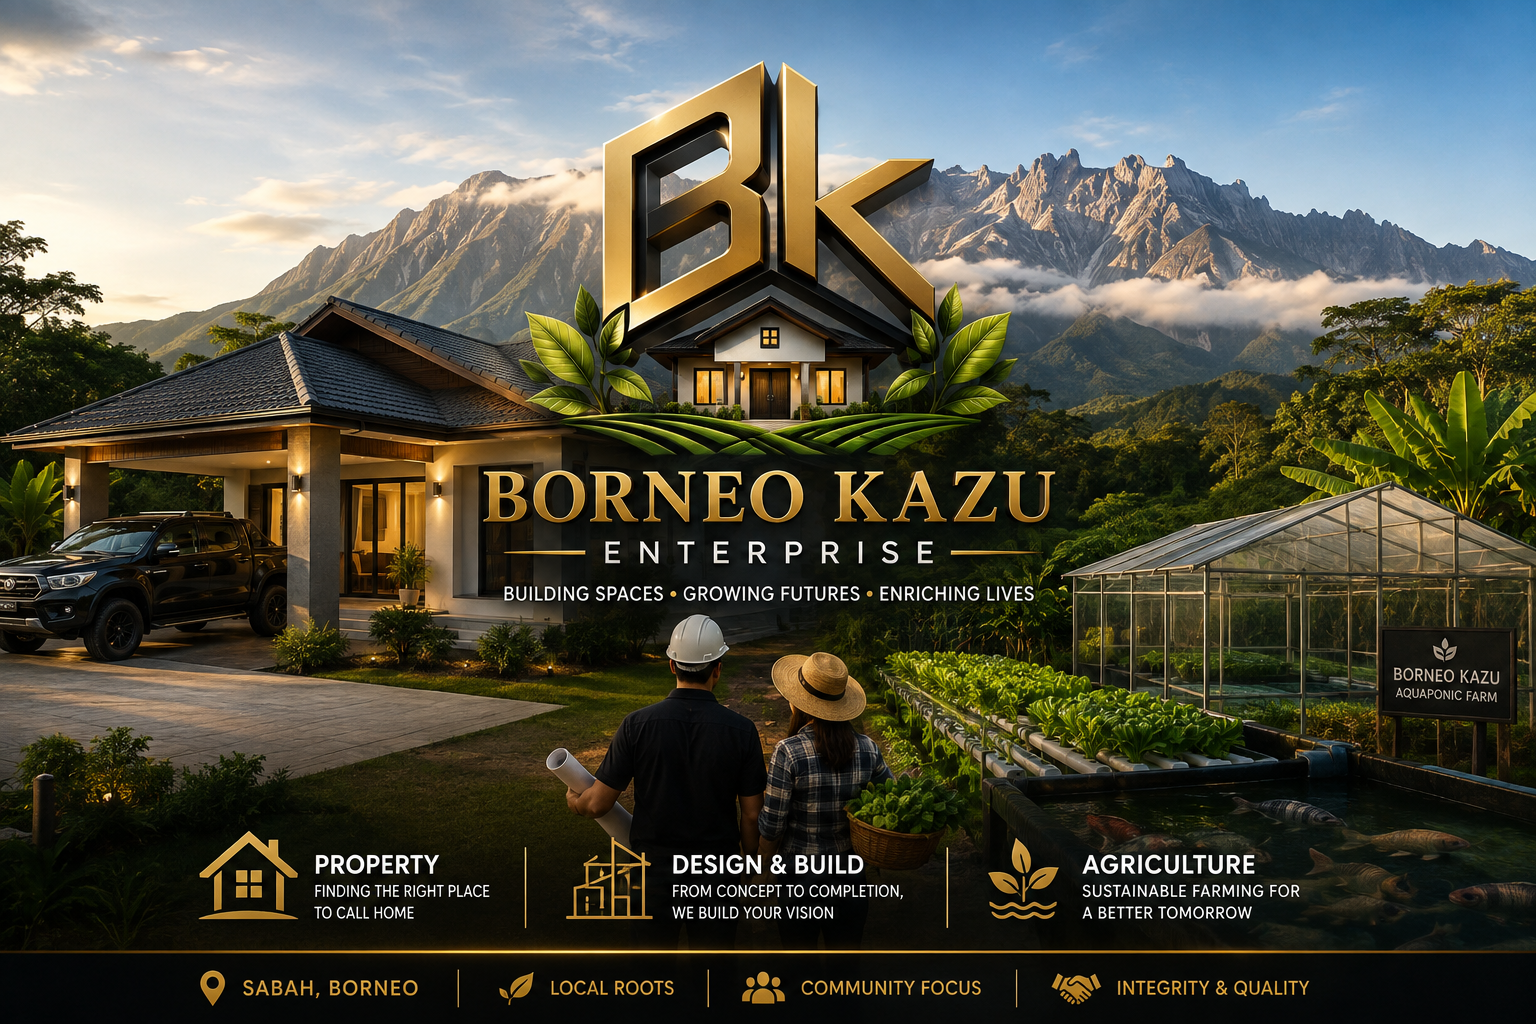 BK
BORNEO KAZU
ENTERPRISE
BUILDING SPACES • GROWING FUTURES • ENRICHING LIVES
BORNEO KAZU
AQUAPONIC FARM
PROPERTY
FINDING THE RIGHT PLACE
TO CALL HOME
DESIGN & BUILD
FROM CONCEPT TO COMPLETION,
WE BUILD YOUR VISION
AGRICULTURE
SUSTAINABLE FARMING FOR
A BETTER TOMORROW
SABAH, BORNEO
LOCAL ROOTS
COMMUNITY FOCUS
INTEGRITY & QUALITY